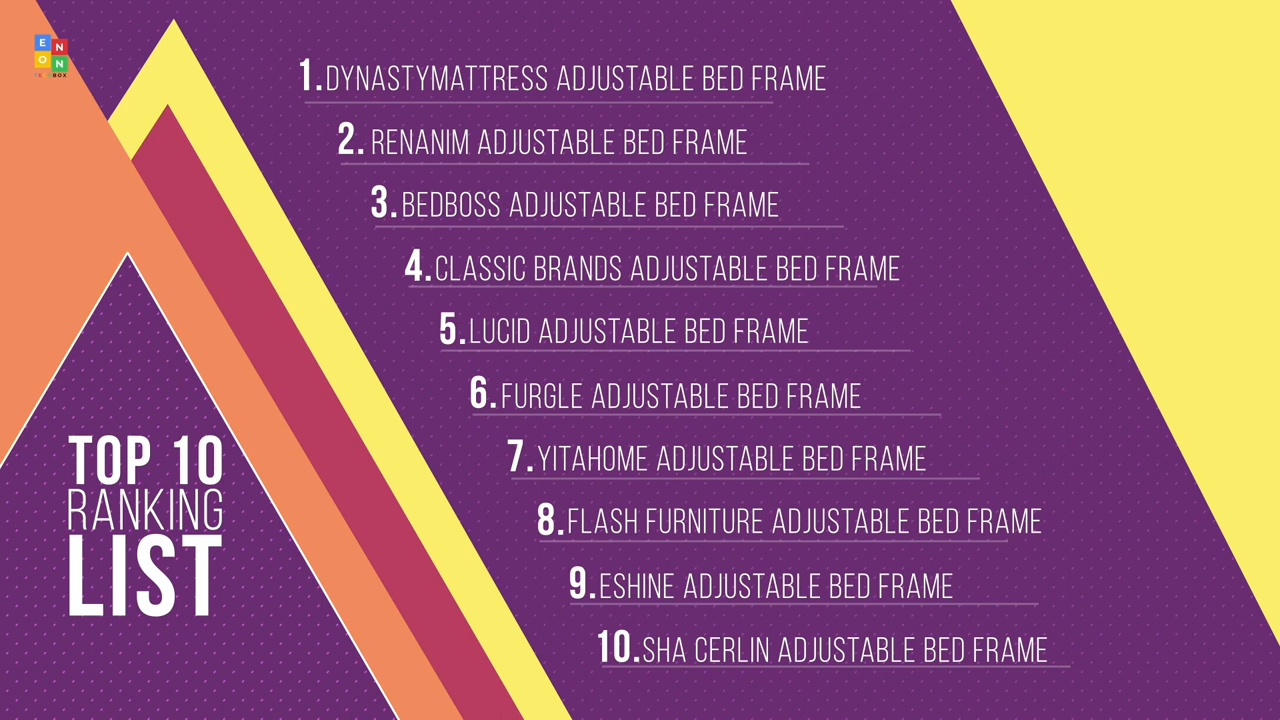 E N
O N
BOX
1. DYNASTYMATTRESS ADJUSTABLE BED FRAME
2. RENANIM ADJUSTABLE BED FRAME
3. BEDBOSS ADJUSTABLE BED FRAME
4. CLASSIC BRANDS ADJUSTABLE BED FRAME
5. LUCID ADJUSTABLE BED FRAME
6. FURGLE ADJUSTABLE BED FRAME
7. YITAHOME ADJUSTABLE BED FRAME
8. FLASH FURNITURE ADJUSTABLE BED FRAME
9. ESHINE ADJUSTABLE BED FRAME
10. SHA CERLIN ADJUSTABLE BED FRAME
TOP 10
RANKING
LIST